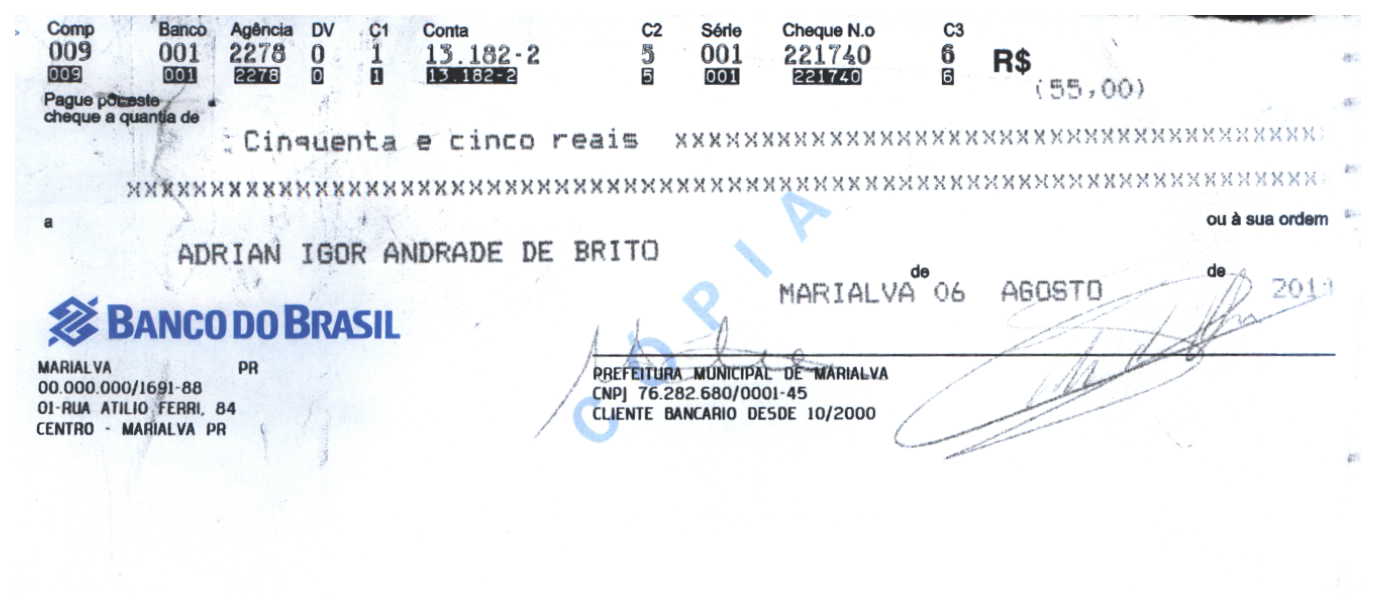 Comp Banco Agência DV C1 Conta C2 Série Cheque N.o C3
009 001 2278 0 1 13.182-2 5 001 221740 6 R$
009 001 2278 0 1 13.182-2 5 001 221740 6
(55,00)
Pague por este
cheque a quantia de
Cinquenta e cinco reais xxxxxxxxxxxxxxxxxxxxxxxxxxxxxxxxx
xxxxxxxxxxxxxxxxxxxxxxxxxxxxxxxxxxxxxxxxxxxxxxxxxxxxxxxxxxxxx
a ou à sua ordem
ADRIAN IGOR ANDRADE DE BRITO
de de
MARIALVA 06 AGOSTO
BANCO DO BRASIL
MARIALVA PR
00.000.000/1691-88
01-RUA ATILIO FERRI, 84
CENTRO - MARIALVA PR
PREFEITURA MUNICIPAL DE MARIALVA
CNPJ 76.282.680/0001-45
CLIENTE BANCARIO DESDE 10/2000
CÓPIA